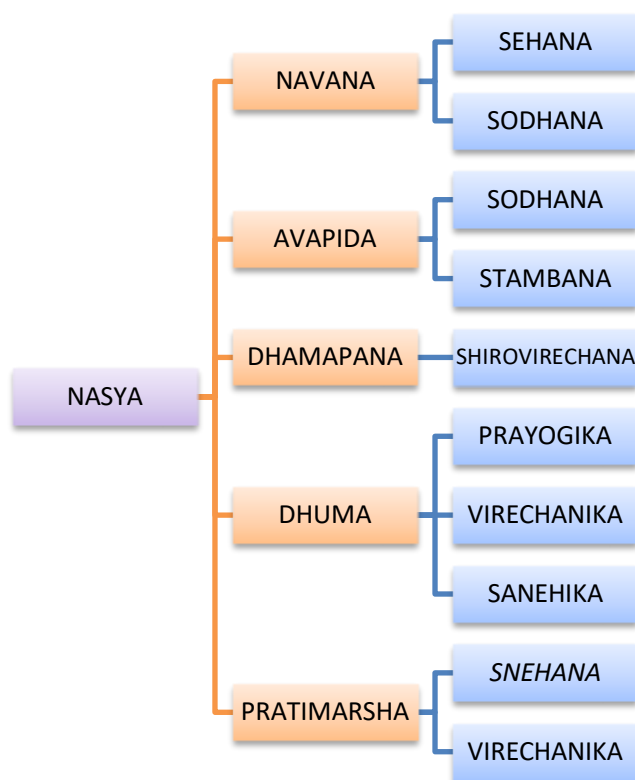 NASYA
NAVANA
SEHANA
SODHANA
AVAPIDA
SODHANA
STAMBANA
DHAMAPANA
SHIROVIRECHANA
DHUMA
PRAYOGIKA
VIRECHANIKA
SANEHIKA
PRATIMARSHA
SNEHANA
VIRECHANIKA